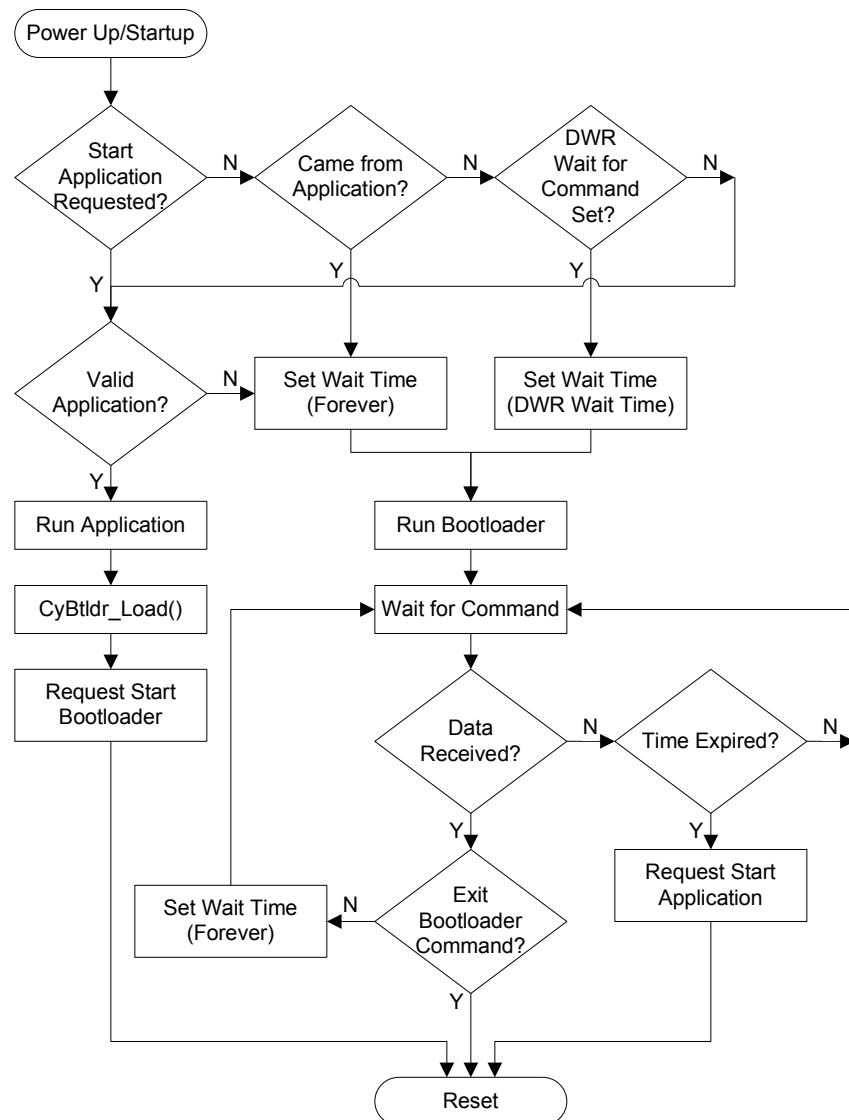 Power Up/Startup
Start
Application
Requested?
N
Came from
Application?
N
DWR
Wait for
Command
Set?
N
Y
Y
Y
Valid
Application?
N
Set Wait Time
(Forever)
Set Wait Time
(DWR Wait Time)
Y
Run Application
Run Bootloader
CyBtldr_Load()
Wait for Command
Request Start
Bootloader
Data
Received?
N
Time Expired?
N
Y
Y
Set Wait Time
(Forever)
N
Exit
Bootloader
Command?
Request Start
Application
Y
Reset